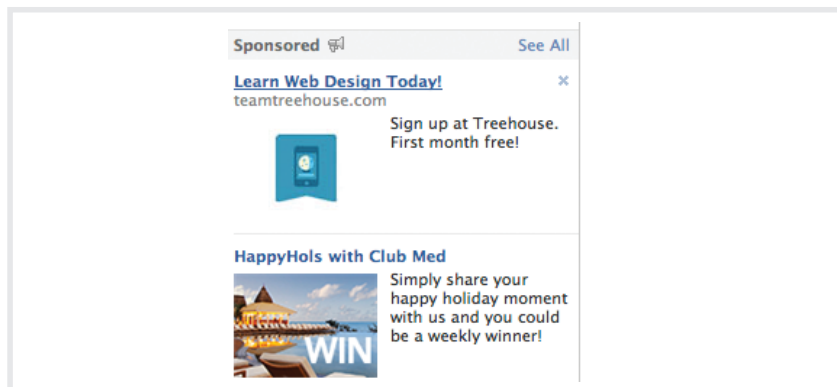 Sponsored See All
Learn Web Design Today!
teamtreehouse.com
Sign up at Treehouse.
First month free!
HappyHols with Club Med
Simply share your
happy holiday moment
with us and you could
be a weekly winner!
WIN